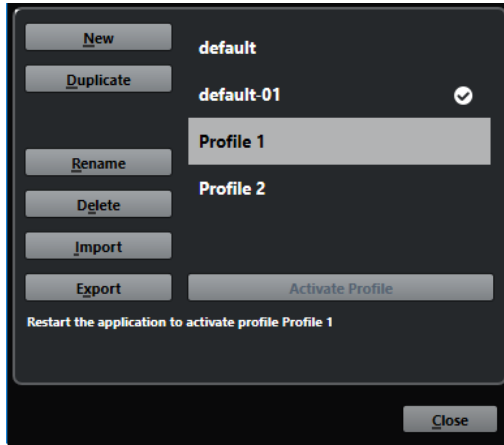 New
Duplicate
Rename
Delete
Import
Export
default
default-01
Profile 1
Profile 2
Activate Profile
Restart the application to activate profile Profile 1
Close